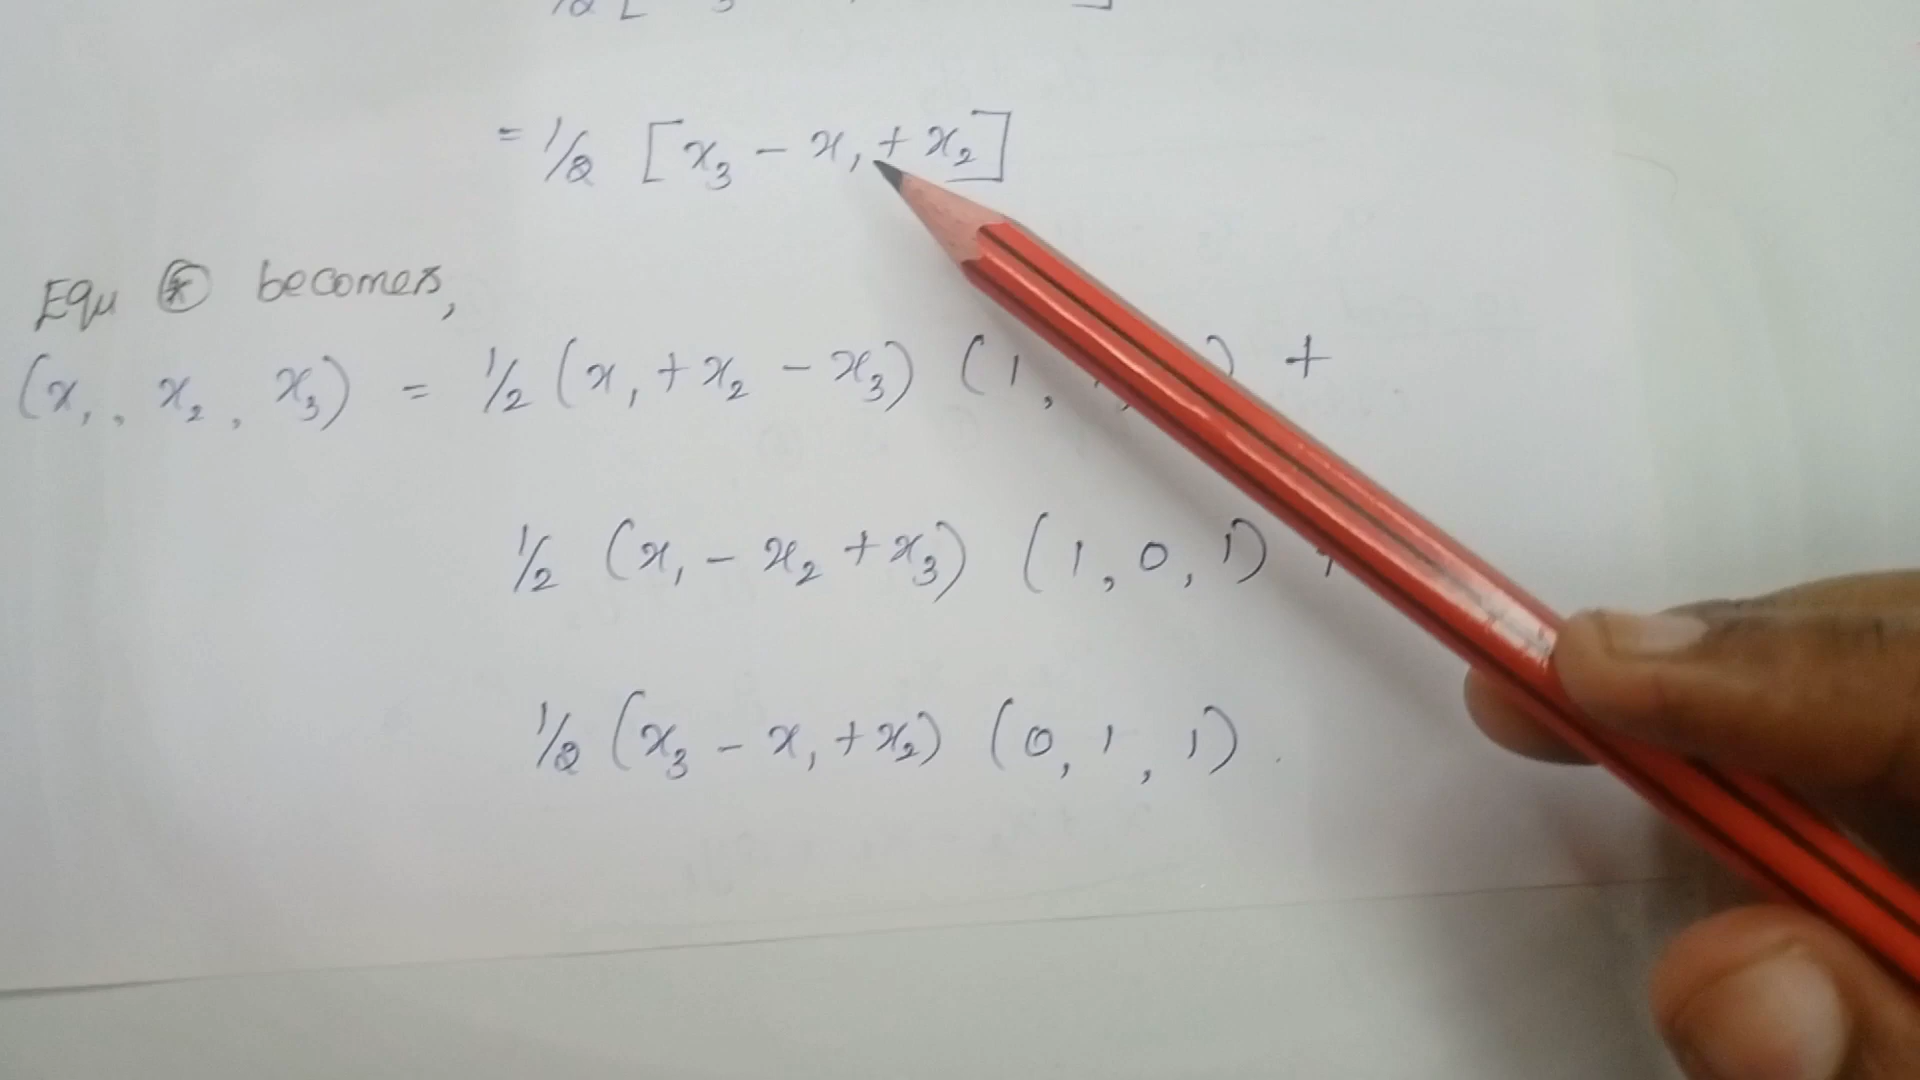 = 1/2 [x₃ - x₁ + x₂]
Equ ⊛ becomes,
(x₁, x₂, x₃) = 1/2 (x₁ + x₂ - x₃) (1, , ) +
1/2 (x₁ - x₂ + x₃) (1, 0, 1) +
1/2 (x₃ - x₁ + x₂) (0, 1, 1).